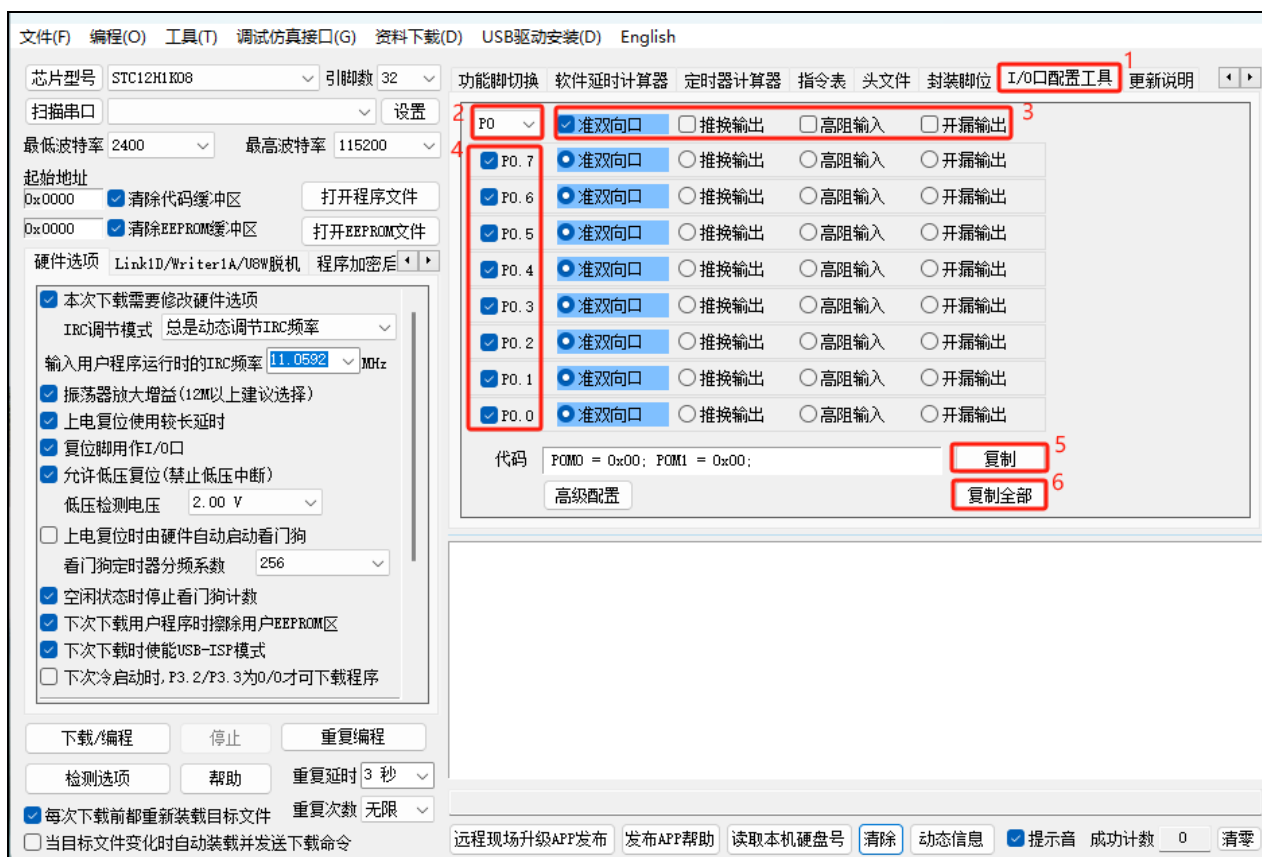 文件(F) 编程(O) 工具(T) 调试仿真接口(G) 资料下载(D) USB驱动安装(D) English
芯片型号 STC12H1K08 引脚数 32
扫描串口 设置
最低波特率 2400 最高波特率 115200
起始地址
0x0000 清除代码缓冲区 打开程序文件
0x0000 清除EEPROM缓冲区 打开EEPROM文件
硬件选项 Link1D/Writer1A/U8W脱机 程序加密后
本次下载需要修改硬件选项
IRC调节模式 总是动态调节IRC频率
输入用户程序运行时的IRC频率 11.0592 MHz
振荡器放大增益(12M以上建议选择)
上电复位使用较长延时
复位脚用作I/O口
允许低压复位(禁止低压中断)
低压检测电压 2.00 V
上电复位时由硬件自动启动看门狗
看门狗定时器分频系数 256
空闲状态时停止看门狗计数
下次下载用户程序时擦除用户EEPROM区
下次下载时使能USB-ISP模式
下次冷启动时,P3.2/P3.3为0/0才可下载程序
下载/编程 停止 重复编程
检测选项 帮助 重复延时 3 秒
每次下载前都重新装载目标文件 重复次数 无限
当目标文件变化时自动装载并发送下载命令
1
功能脚切换 软件延时计算器 定时器计算器 指令表 头文件 封装脚位 I/O口配置工具 更新说明
2 P0 准双向口 推挽输出 高阻输入 开漏输出 3
4 P0.7 准双向口 推挽输出 高阻输入 开漏输出
P0.6 准双向口 推挽输出 高阻输入 开漏输出
P0.5 准双向口 推挽输出 高阻输入 开漏输出
P0.4 准双向口 推挽输出 高阻输入 开漏输出
P0.3 准双向口 推挽输出 高阻输入 开漏输出
P0.2 准双向口 推挽输出 高阻输入 开漏输出
P0.1 准双向口 推挽输出 高阻输入 开漏输出
P0.0 准双向口 推挽输出 高阻输入 开漏输出
代码 P0M0 = 0x00; P0M1 = 0x00; 复制 5
高级配置 复制全部 6
远程现场升级APP发布 发布APP帮助 读取本机硬盘号 清除 动态信息 提示音 成功计数 0 清零